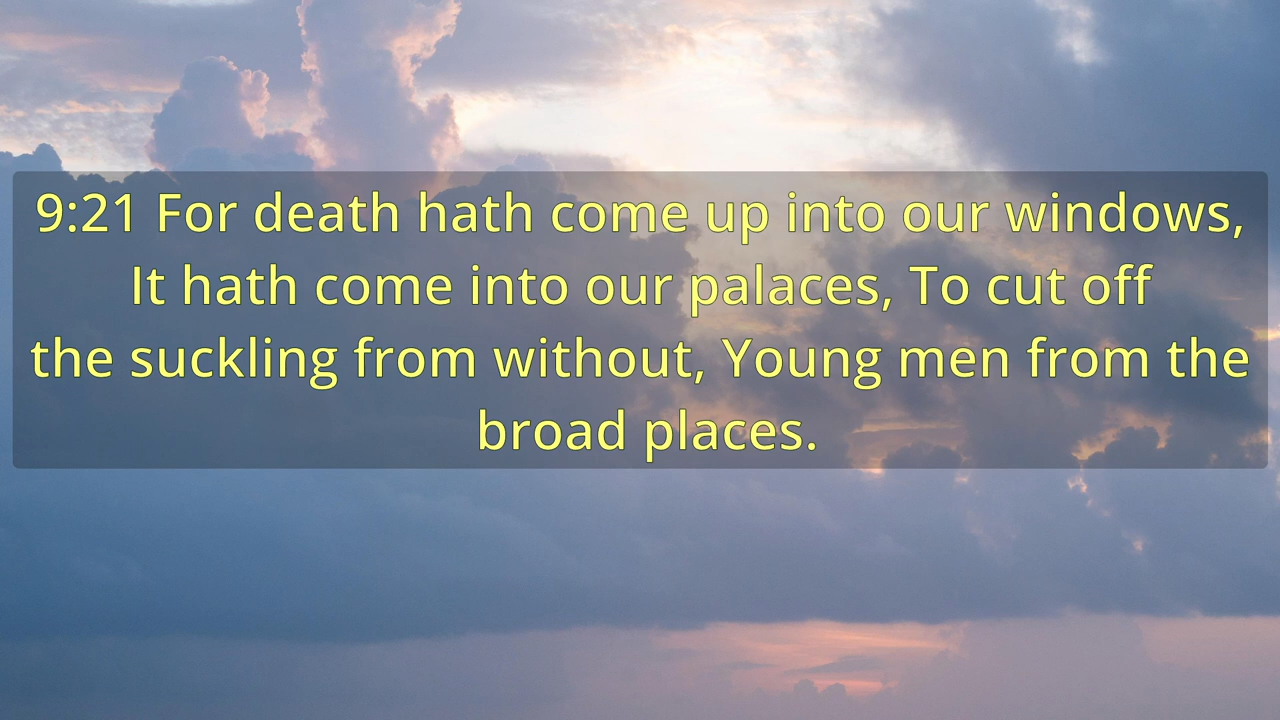 9:21 For death hath come up into our windows,
It hath come into our palaces, To cut off
the suckling from without, Young men from the
broad places.